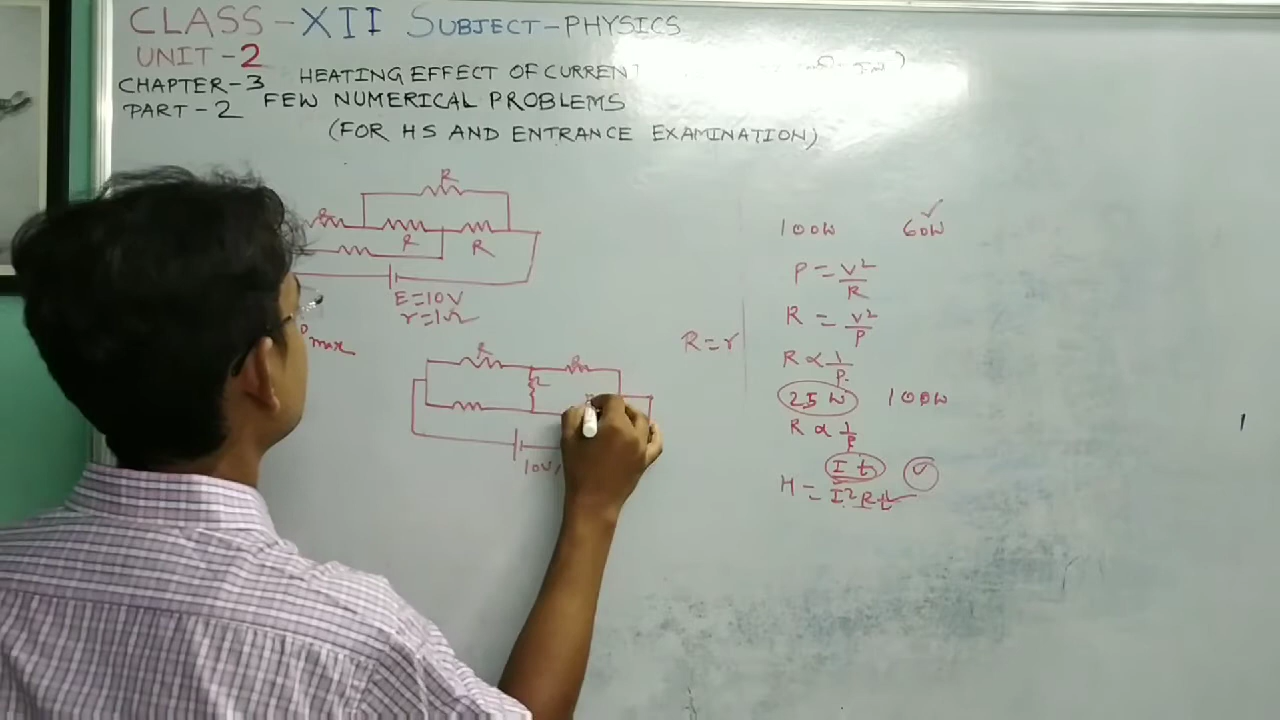 CLASS-XII SUBJECT-PHYSICS
UNIT-2
CHAPTER-3 HEATING EFFECT OF CURRENT
PART-2 FEW NUMERICAL PROBLEMS
(FOR HS AND ENTRANCE EXAMINATION)
R
R
R
R
E=10V
r=1Ω
max
R
R
10V,
R=r
100W 60W ✓
P = V²/R
R = V²/P
R ∝ 1/P
25W 100W
R ∝ 1/P
I t ✓
H = I²Rt